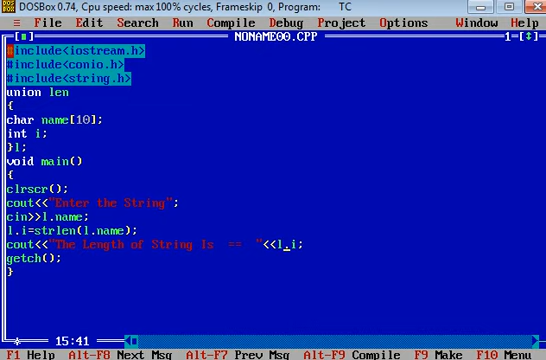 DOSBox 0.74, Cpu speed: max 100% cycles, Frameskip 0, Program: TC
≡ File Edit Search Run Compile Debug Project Options Window Help
[■] NONAME00.CPP 1=[↕]
#include<iostream.h>
#include<conio.h>
#include<string.h>
union len
{
char name[10];
int i;
}l;
void main()
{
clrscr();
cout<<"Enter the String";
cin>>l.name;
l.i=strlen(l.name);
cout<<"The Length of String Is == "<<l.i;
getch();
}
15:41
F1 Help Alt-F8 Next Msg Alt-F7 Prev Msg Alt-F9 Compile F9 Make F10 Menu